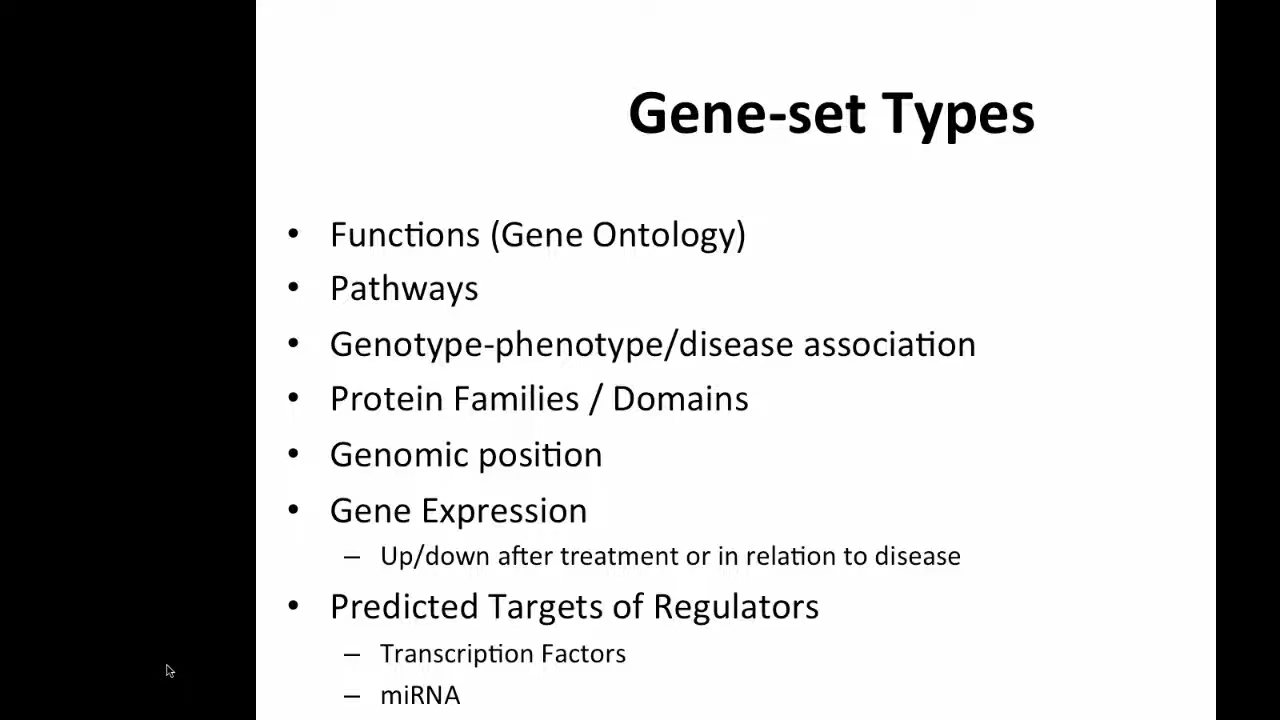 Gene-set Types
• Functions (Gene Ontology)
• Pathways
• Genotype-phenotype/disease association
• Protein Families / Domains
• Genomic position
• Gene Expression
– Up/down after treatment or in relation to disease
• Predicted Targets of Regulators
– Transcription Factors
– miRNA